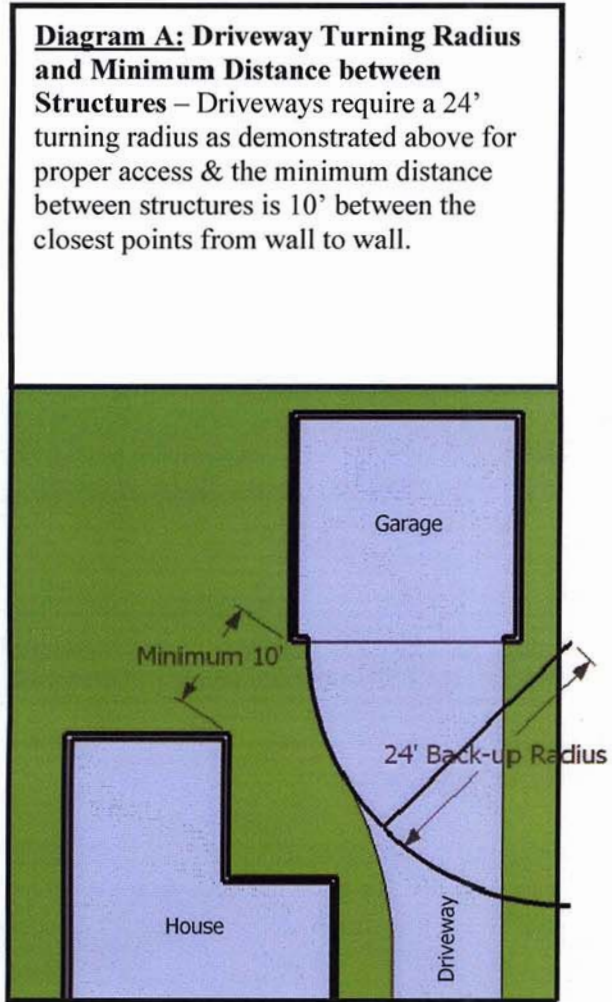 Diagram A: Driveway Turning Radius
and Minimum Distance between
Structures – Driveways require a 24’
turning radius as demonstrated above for
proper access & the minimum distance
between structures is 10’ between the
closest points from wall to wall.
Garage
Minimum 10'
24' Back-up Radius
House
Driveway